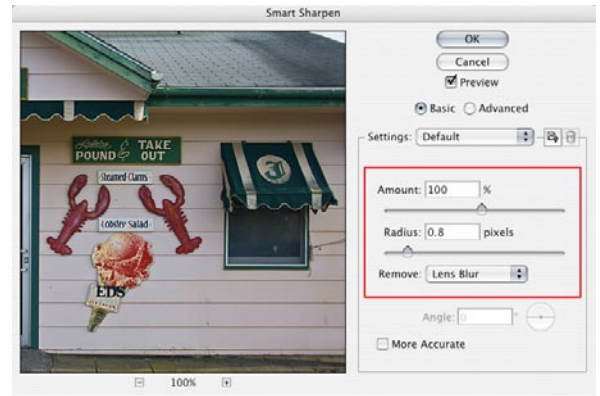 Smart Sharpen
OK
Cancel
Preview
Basic Advanced
Settings: Default
Amount: 100 %
Radius: 0.8 pixels
Remove: Lens Blur
Angle: 0 °
More Accurate
100%
TAKE
POUND & OUT
Steamed Clams
Lobster Salad
EDS
J